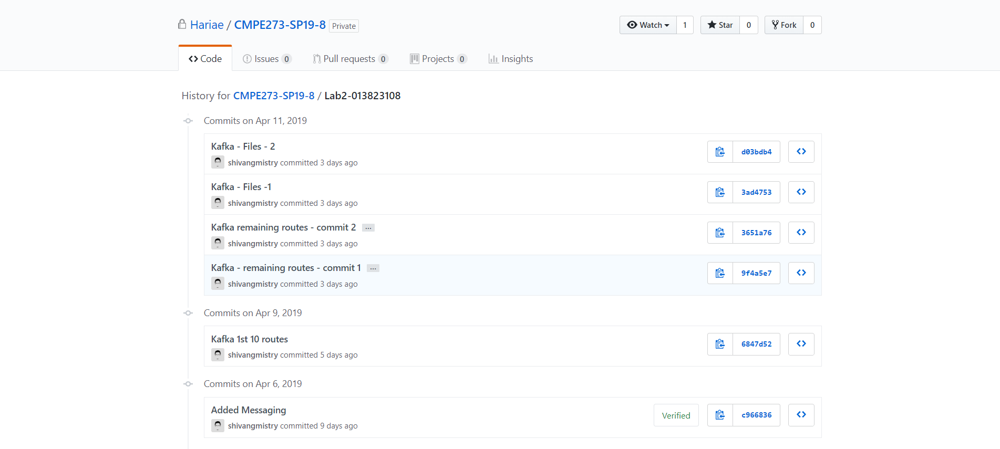 Hariae / CMPE273-SP19-8 Private
Watch 1 Star 0 Fork 0
Code Issues 0 Pull requests 0 Projects 0 Insights
History for CMPE273-SP19-8 / Lab2-013823108
Commits on Apr 11, 2019
Kafka - Files - 2
shivangmistry committed 3 days ago
d03bdb4
Kafka - Files -1
shivangmistry committed 3 days ago
3ad4753
Kafka remaining routes - commit 2 ...
shivangmistry committed 3 days ago
3651a76
Kafka - remaining routes - commit 1 ...
shivangmistry committed 3 days ago
9f4a5e7
Commits on Apr 9, 2019
Kafka 1st 10 routes
shivangmistry committed 5 days ago
6847d52
Commits on Apr 6, 2019
Added Messaging
shivangmistry committed 9 days ago
Verified c966836